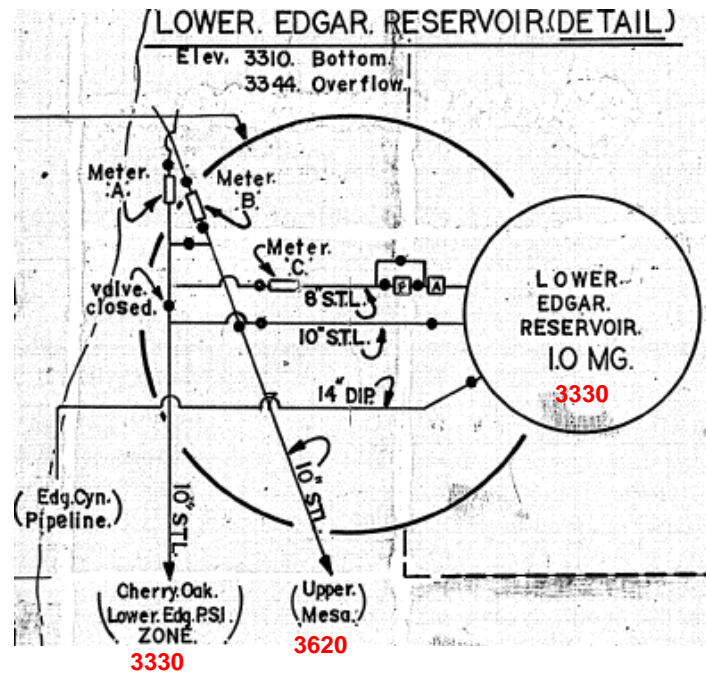 LOWER. EDGAR. RESERVOIR.(DETAIL.)
Elev. 3310. Bottom.
3344. Overflow.
Meter.
.A.
Meter.
.B.
Meter.
.C.
valve.
closed.
8"S.T.L.
10"S.T.L.
14" DIP.
P
A
LOWER.
EDGAR.
RESERVOIR.
1.0 MG.
3330
10" STL.
10" STL.
(Edg.Cyn.
Pipeline.)
(Cherry.Oak.
Lower.Edg.P.S.I.
ZONE.)
3330
(Upper.
Mesa.)
3620